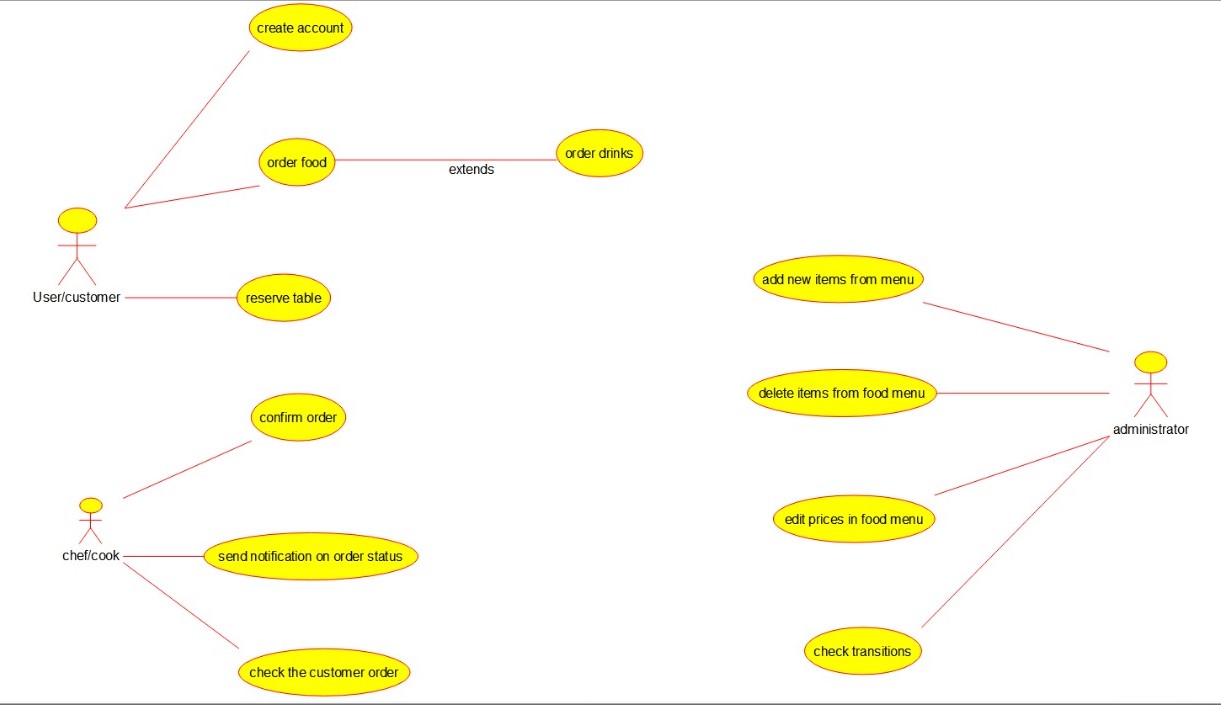 create account
order food
order drinks
extends
User/customer
reserve table
add new items from menu
delete items from food menu
administrator
confirm order
edit prices in food menu
chef/cook
send notification on order status
check transitions
check the customer order